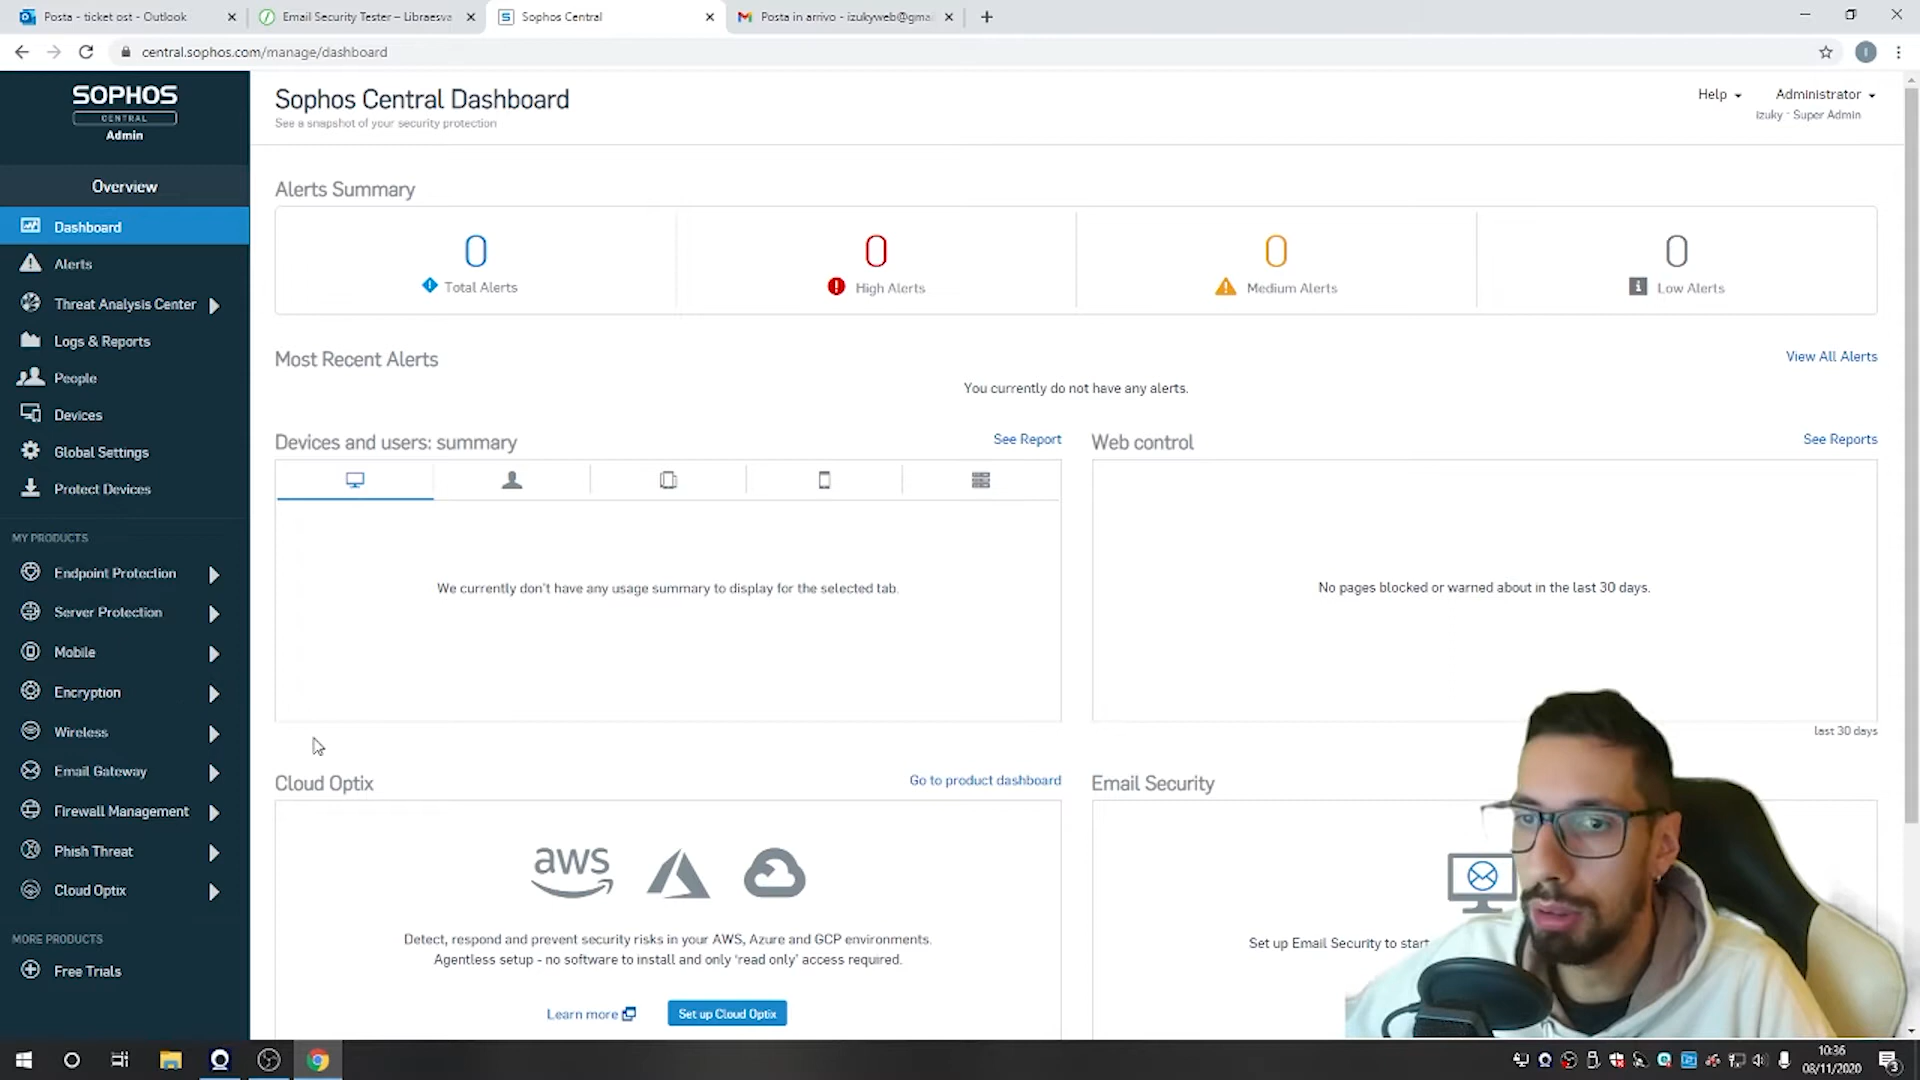 Posta - ticket ost - Outlook
Email Security Tester – Libraesva
Sophos Central
Posta in arrivo - izukyweb@gma
central.sophos.com/manage/dashboard
SOPHOS
CENTRAL
Admin
Overview
Dashboard
Alerts
Threat Analysis Center
Logs & Reports
People
Devices
Global Settings
Protect Devices
MY PRODUCTS
Endpoint Protection
Server Protection
Mobile
Encryption
Wireless
Email Gateway
Firewall Management
Phish Threat
Cloud Optix
MORE PRODUCTS
Free Trials
Sophos Central Dashboard
See a snapshot of your security protection
Help
Administrator
izuky - Super Admin
Alerts Summary
0
Total Alerts
0
High Alerts
0
Medium Alerts
0
Low Alerts
Most Recent Alerts
View All Alerts
You currently do not have any alerts.
Devices and users: summary
See Report
We currently don't have any usage summary to display for the selected tab.
Web control
See Reports
No pages blocked or warned about in the last 30 days.
last 30 days
Cloud Optix
Go to product dashboard
aws
Detect, respond and prevent security risks in your AWS, Azure and GCP environments.
Agentless setup - no software to install and only 'read only' access required.
Learn more
Set up Cloud Optix
Email Security
Set up Email Security to start
10:36
08/11/2020
3